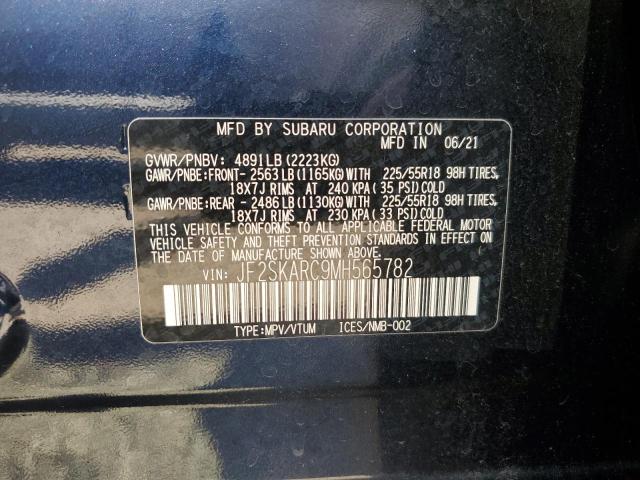 MFD BY SUBARU CORPORATION
MFD IN 06/21
GVWR/PNBV: 4891LB(2223KG)
GAWR/PNBE:FRONT- 2563LB(1165KG)WITH 225/55R18 98H TIRES,
18X7J RIMS AT 240 KPA(35 PSI)COLD
GAWR/PNBE:REAR - 2486LB(1130KG)WITH 225/55R18 98H TIRES,
18X7J RIMS AT 230 KPA(33 PSI)COLD
THIS VEHICLE CONFORMS TO ALL APPLICABLE FEDERAL MOTOR
VEHICLE SAFETY AND THEFT PREVENTION STANDARDS IN EFFECT ON
THE DATE OF MANUFACTURE SHOWN ABOVE.
VIN: JF2SKARC9MH565782
TYPE:MPV/VTUM ICES/NMB-002